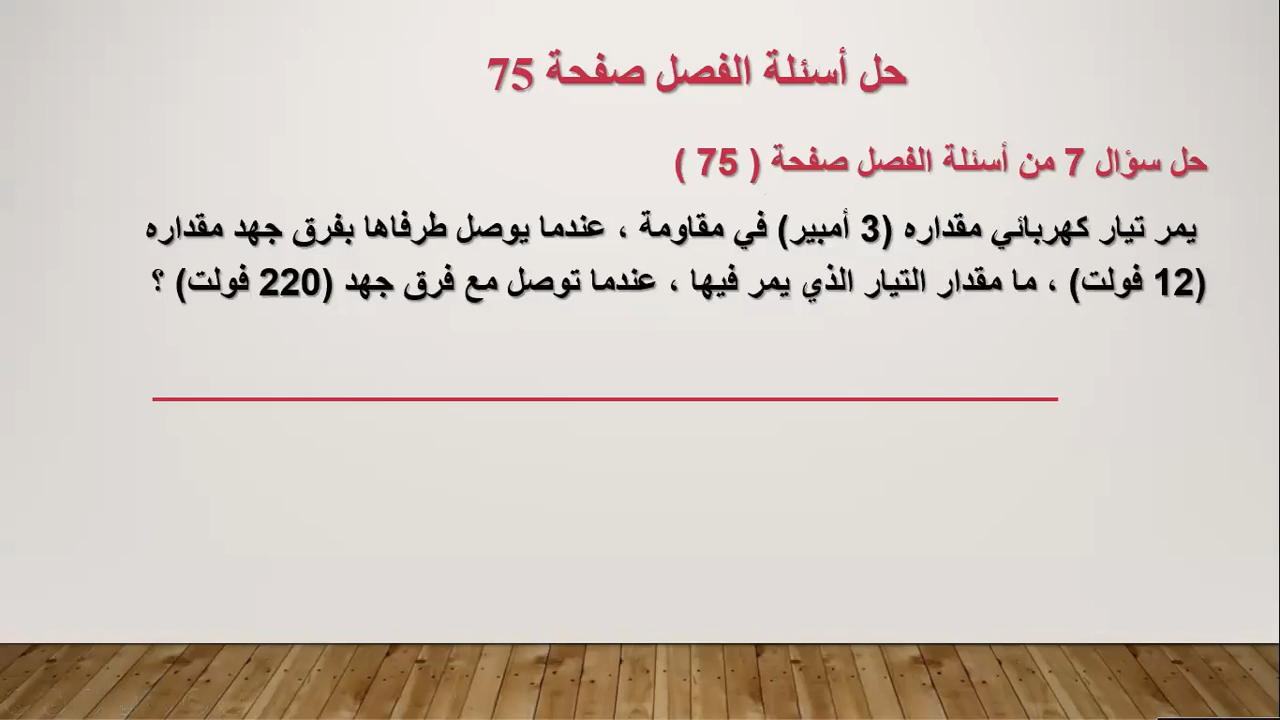 حل أسئلة الفصل صفحة 75
حل سؤال 7 من أسئلة الفصل صفحة ( 75 )
يمر تيار كهربائي مقداره (3 أمبير) في مقاومة ، عندما يوصل طرفاها بفرق جهد مقداره
(12 فولت) ، ما مقدار التيار الذي يمر فيها ، عندما توصل مع فرق جهد (220 فولت) ؟